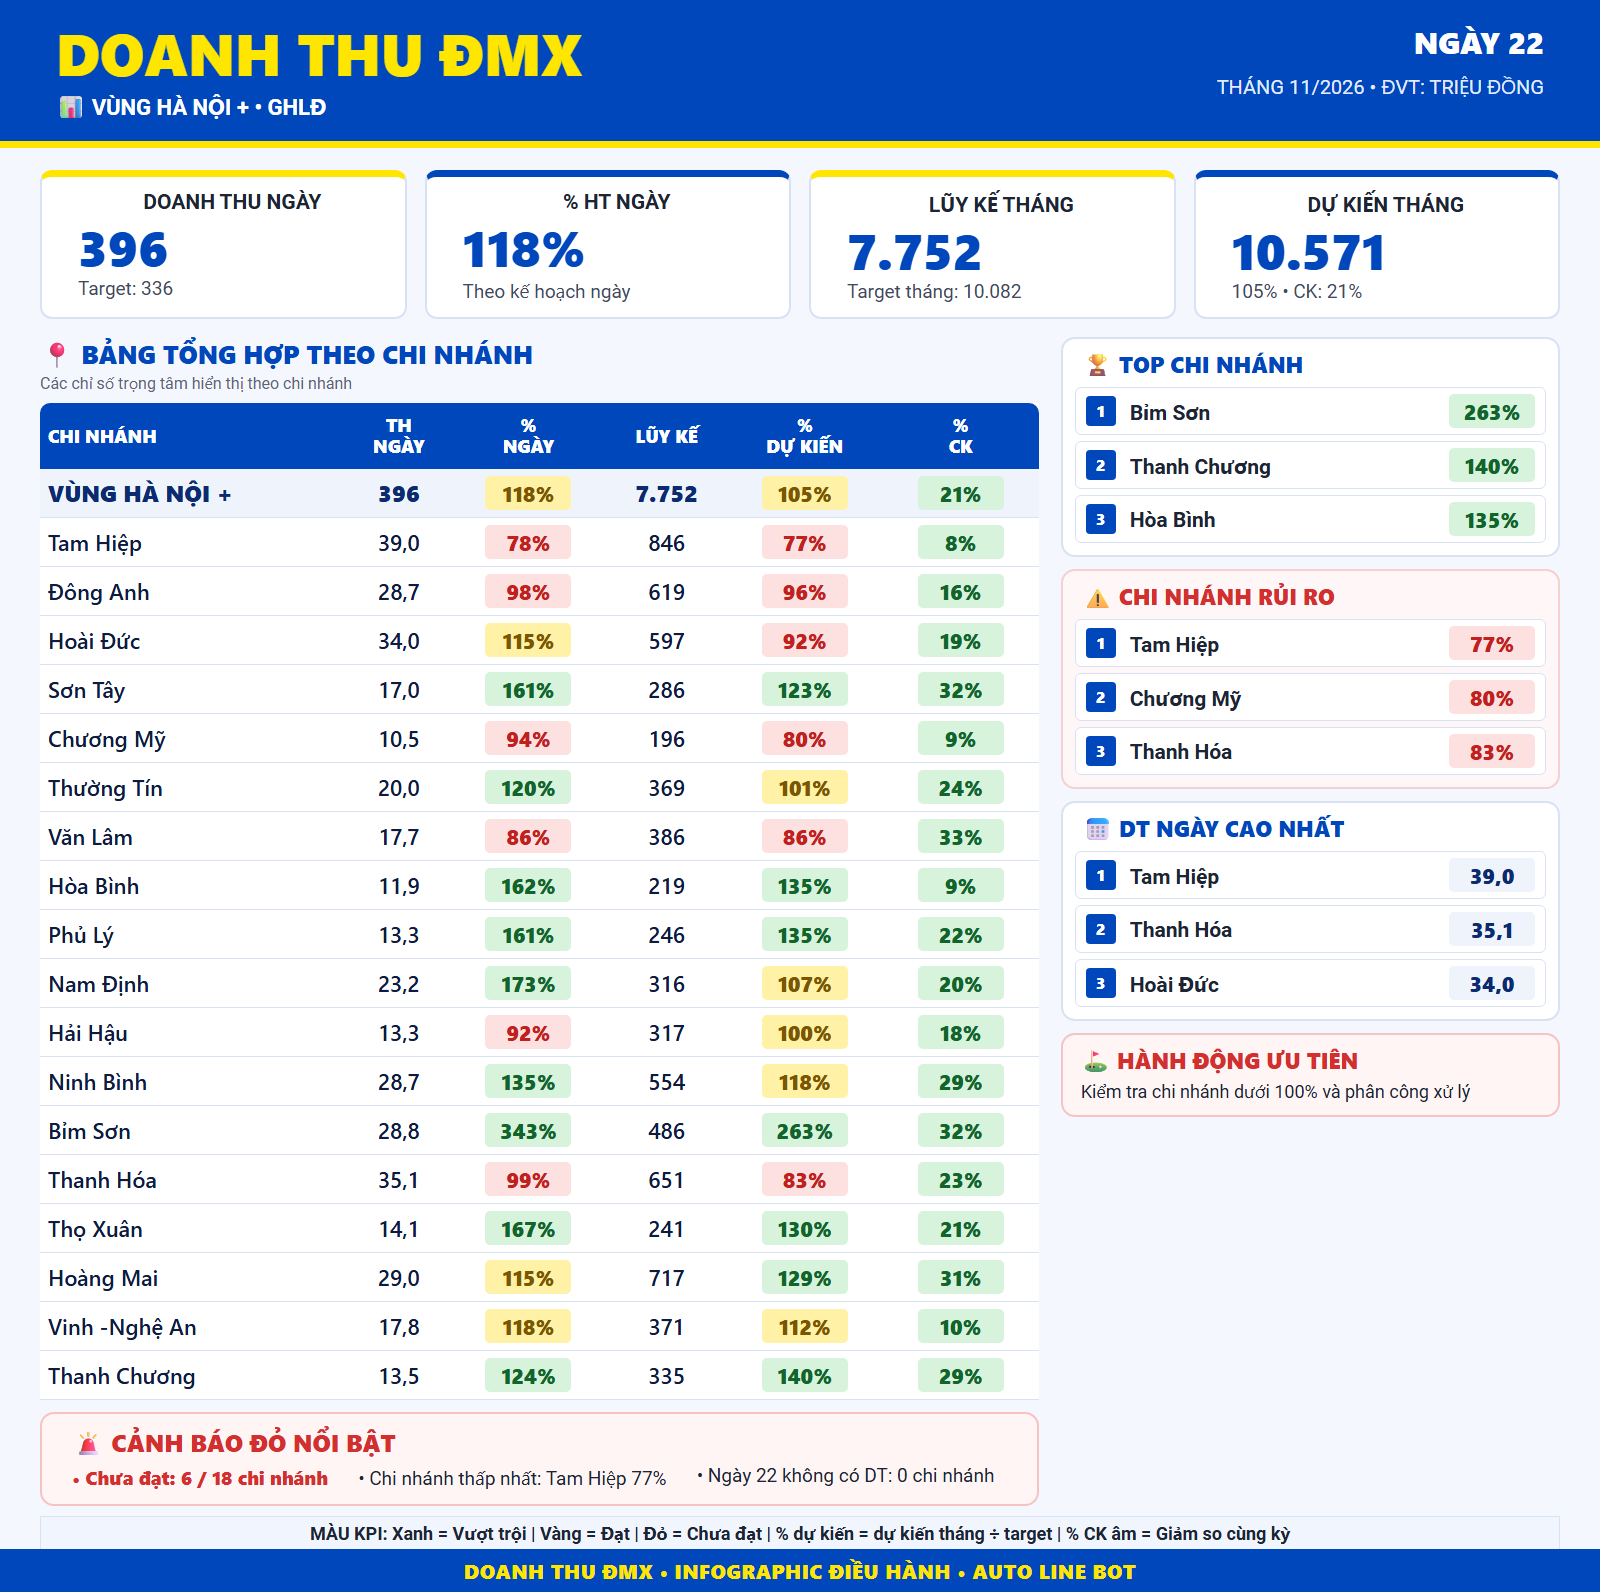 DOANH THU ĐMX
VÙNG HÀ NỘI + • GHLĐ
NGÀY 22
THÁNG 11/2026 • ĐVT: TRIỆU ĐỒNG
DOANH THU NGÀY
396
Target: 336
% HT NGÀY
118%
Theo kế hoạch ngày
LŨY KẾ THÁNG
7.752
Target tháng: 10.082
DỰ KIẾN THÁNG
10.571
105% • CK: 21%
BẢNG TỔNG HỢP THEO CHI NHÁNH
Các chỉ số trọng tâm hiển thị theo chi nhánh
CHI NHÁNH TH NGÀY % NGÀY LŨY KẾ % DỰ KIẾN % CK
VÙNG HÀ NỘI + 396 118% 7.752 105% 21%
Tam Hiệp 39,0 78% 846 77% 8%
Đông Anh 28,7 98% 619 96% 16%
Hoài Đức 34,0 115% 597 92% 19%
Sơn Tây 17,0 161% 286 123% 32%
Chương Mỹ 10,5 94% 196 80% 9%
Thường Tín 20,0 120% 369 101% 24%
Văn Lâm 17,7 86% 386 86% 33%
Hòa Bình 11,9 162% 219 135% 9%
Phủ Lý 13,3 161% 246 135% 22%
Nam Định 23,2 173% 316 107% 20%
Hải Hậu 13,3 92% 317 100% 18%
Ninh Bình 28,7 135% 554 118% 29%
Bỉm Sơn 28,8 343% 486 263% 32%
Thanh Hóa 35,1 99% 651 83% 23%
Thọ Xuân 14,1 167% 241 130% 21%
Hoàng Mai 29,0 115% 717 129% 31%
Vinh -Nghệ An 17,8 118% 371 112% 10%
Thanh Chương 13,5 124% 335 140% 29%
TOP CHI NHÁNH
1 Bỉm Sơn 263%
2 Thanh Chương 140%
3 Hòa Bình 135%
CHI NHÁNH RỦI RO
1 Tam Hiệp 77%
2 Chương Mỹ 80%
3 Thanh Hóa 83%
DT NGÀY CAO NHẤT
1 Tam Hiệp 39,0
2 Thanh Hóa 35,1
3 Hoài Đức 34,0
HÀNH ĐỘNG ƯU TIÊN
Kiểm tra chi nhánh dưới 100% và phân công xử lý
CẢNH BÁO ĐỎ NỔI BẬT
• Chưa đạt: 6 / 18 chi nhánh • Chi nhánh thấp nhất: Tam Hiệp 77% • Ngày 22 không có DT: 0 chi nhánh
MÀU KPI: Xanh = Vượt trội | Vàng = Đạt | Đỏ = Chưa đạt | % dự kiến = dự kiến tháng ÷ target | % CK âm = Giảm so cùng kỳ
DOANH THU ĐMX • INFOGRAPHIC ĐIỀU HÀNH • AUTO LINE BOT